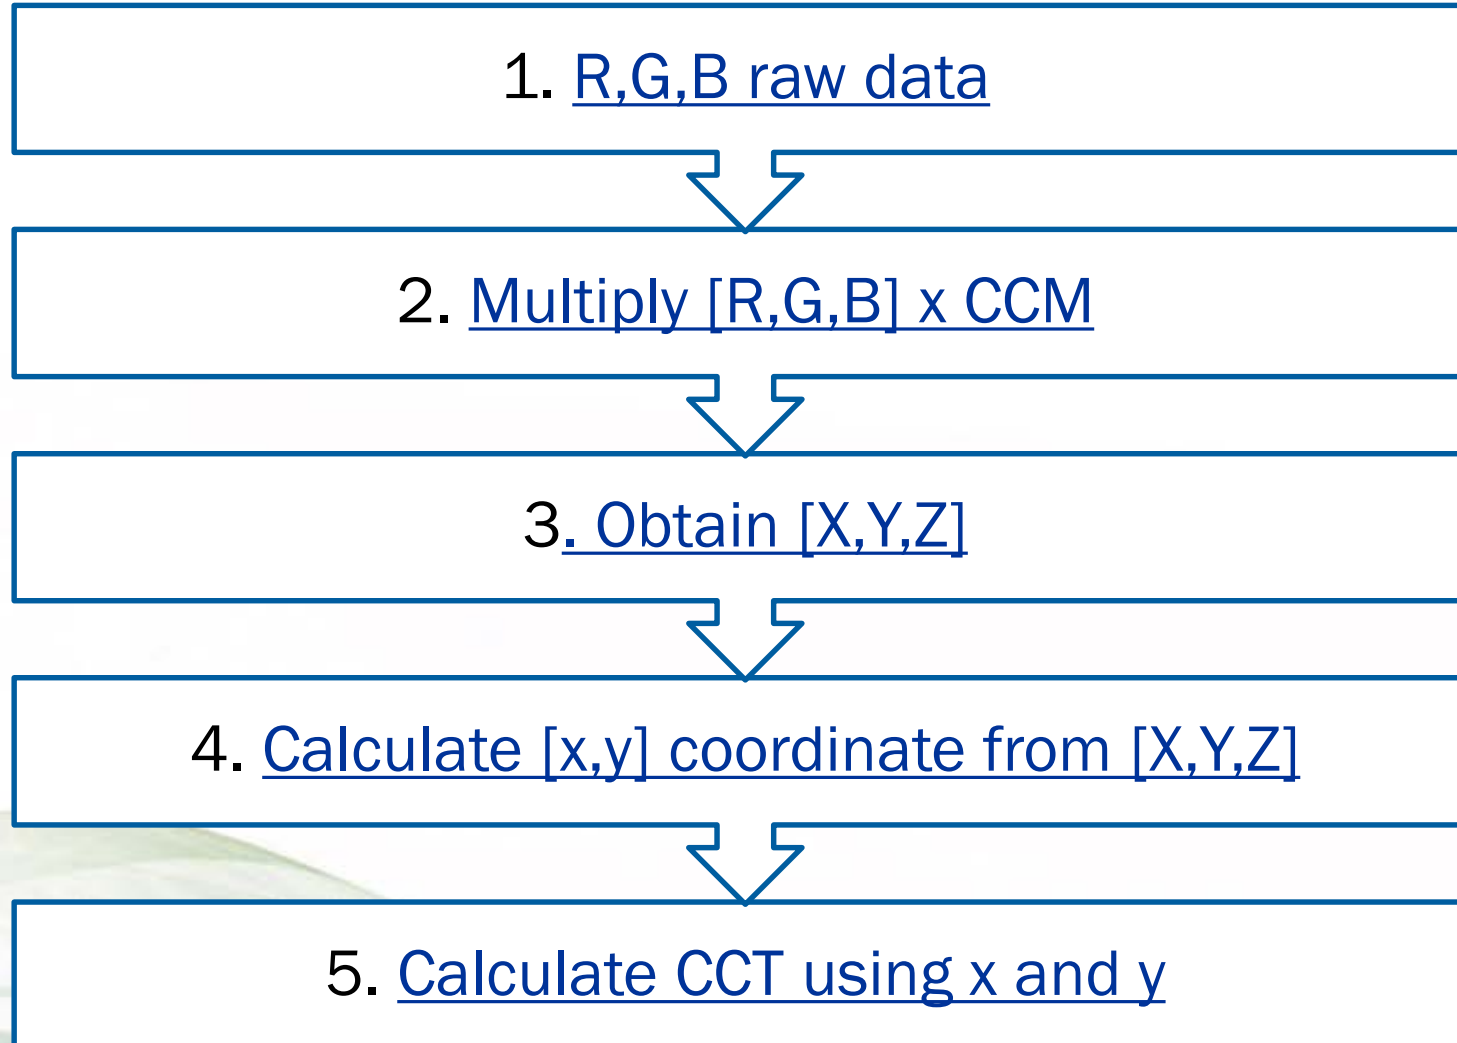 1. R,G,B raw data
2. Multiply [R,G,B] x CCM
3. Obtain [X,Y,Z]
4. Calculate [x,y] coordinate from [X,Y,Z]
5. Calculate CCT using x and y